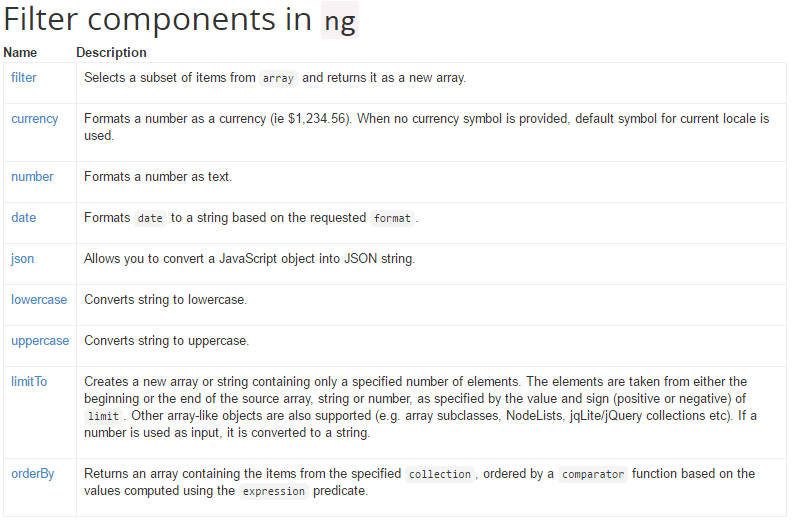 Filter components in ng
Name Description
filter Selects a subset of items from array and returns it as a new array.
currency Formats a number as a currency (ie $1,234.56). When no currency symbol is provided, default symbol for current locale is
used.
number Formats a number as text.
date Formats date to a string based on the requested format.
json Allows you to convert a JavaScript object into JSON string.
lowercase Converts string to lowercase.
uppercase Converts string to uppercase.
limitTo Creates a new array or string containing only a specified number of elements. The elements are taken from either the
beginning or the end of the source array, string or number, as specified by the value and sign (positive or negative) of
limit. Other array-like objects are also supported (e.g. array subclasses, NodeLists, jqLite/jQuery collections etc). If a
number is used as input, it is converted to a string.
orderBy Returns an array containing the items from the specified collection, ordered by a comparator function based on the
values computed using the expression predicate.